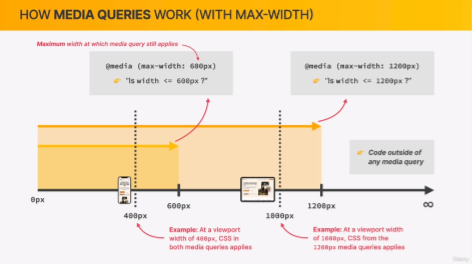 HOW MEDIA QUERIES WORK (WITH MAX-WIDTH)
Maximum width at which media query still applies
@media (max-width: 600px)
👉 "Is width <= 600px ?"
@media (max-width: 1200px)
👉 "Is width <= 1200px ?"
👉 Code outside of
any media query
0px
400px
600px
1000px
1200px
∞
Example: At a viewport
width of 400px, CSS in
both media queries applies
Example: At a viewport width
of 1000px, CSS from the
1200px media queries applies